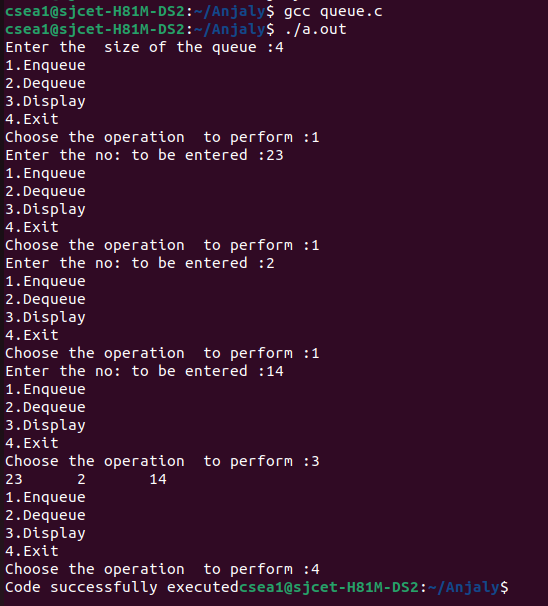 csea1@sjcet-H81M-DS2:~/Anjaly$ gcc queue.c
csea1@sjcet-H81M-DS2:~/Anjaly$ ./a.out
Enter the  size of the queue :4
1.Enqueue
2.Dequeue
3.Display
4.Exit
Choose the operation  to perform :1
Enter the no: to be entered :23
1.Enqueue
2.Dequeue
3.Display
4.Exit
Choose the operation  to perform :1
Enter the no: to be entered :2
1.Enqueue
2.Dequeue
3.Display
4.Exit
Choose the operation  to perform :1
Enter the no: to be entered :14
1.Enqueue
2.Dequeue
3.Display
4.Exit
Choose the operation  to perform :3
23      2       14
1.Enqueue
2.Dequeue
3.Display
4.Exit
Choose the operation  to perform :4
Code successfully executedcsea1@sjcet-H81M-DS2:~/Anjaly$